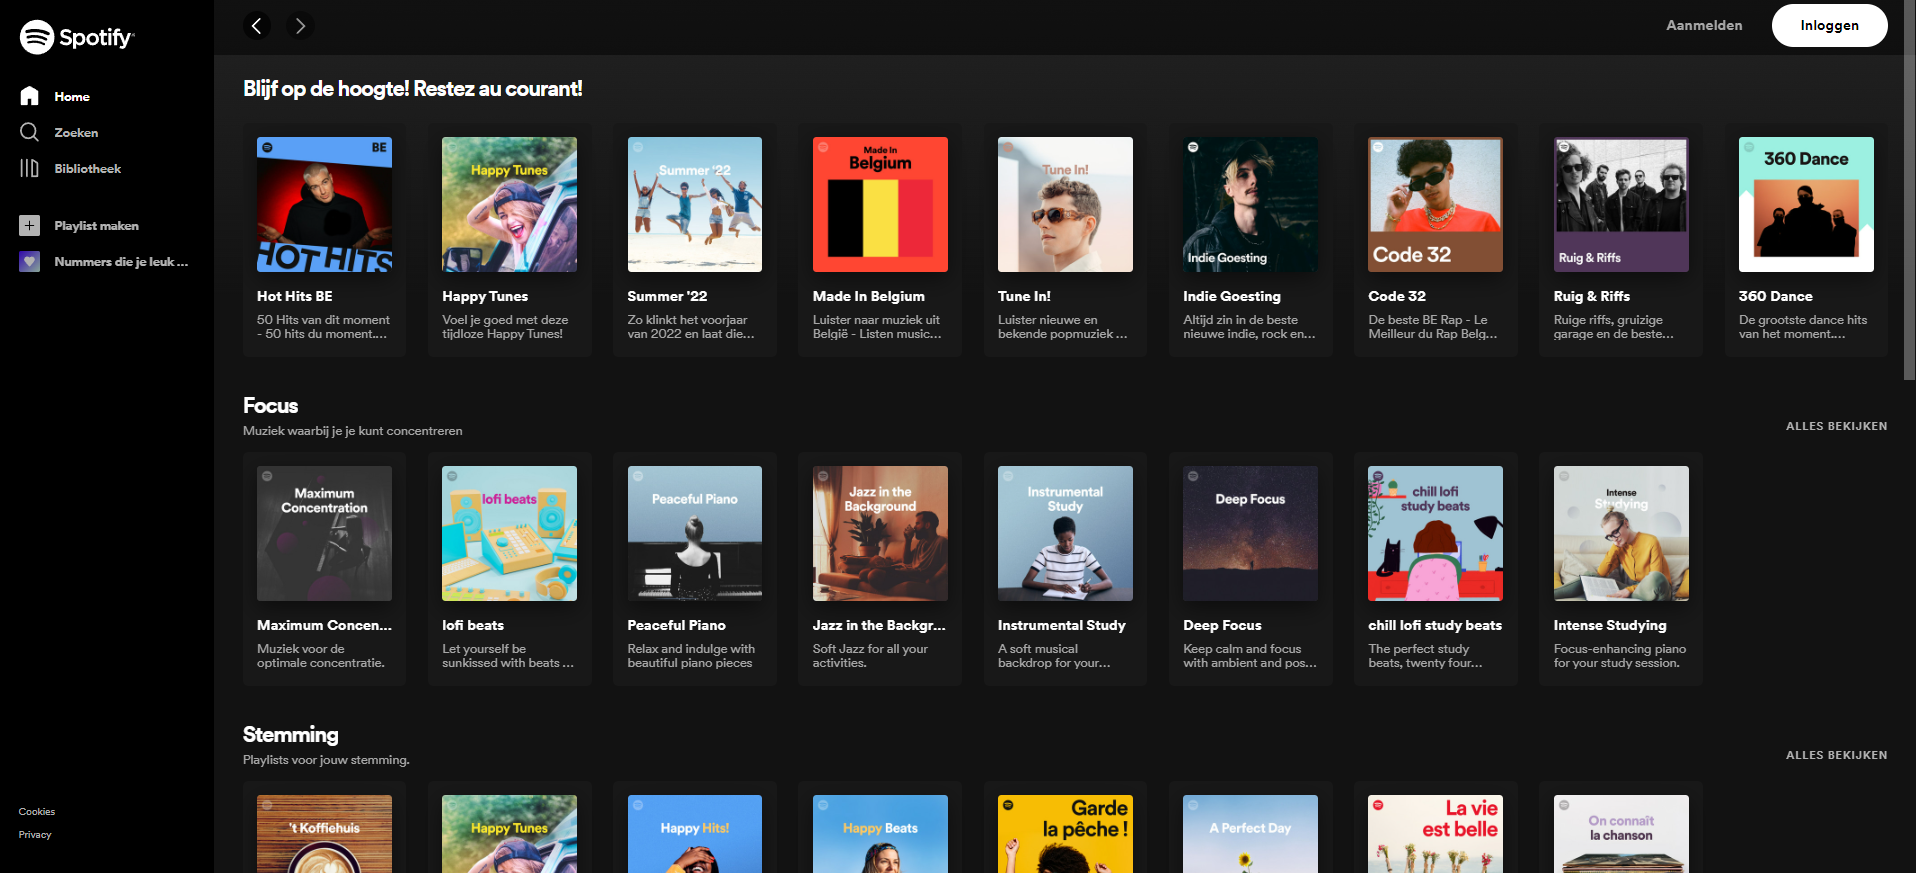 Spotify
Home
Zoeken
Bibliotheek
Playlist maken
Nummers die je leuk ...
Cookies
Privacy
Aanmelden
Inloggen
Blijf op de hoogte! Restez au courant!
BE
HOT HITS
Hot Hits BE
50 Hits van dit moment
- 50 hits du moment....
Happy Tunes
Happy Tunes
Voel je goed met deze
tijdloze Happy Tunes!
Summer '22
Summer '22
Zo klinkt het voorjaar
van 2022 en laat die...
Made In
Belgium
Made In Belgium
Luister naar muziek uit
België - Listen music...
Tune In!
Tune In!
Luister nieuwe en
bekende popmuziek ...
Indie Goesting
Indie Goesting
Altijd zin in de beste
nieuwe indie, rock en...
Code 32
Code 32
De beste BE Rap - Le
Meilleur du Rap Belg...
Ruig & Riffs
Ruig & Riffs
Ruige riffs, gruizige
garage en de beste...
360 Dance
360 Dance
De grootste dance hits
van het moment....
Focus
Muziek waarbij je je kunt concentreren
ALLES BEKIJKEN
Maximum
Concentration
Maximum Concen...
Muziek voor de
optimale concentratie.
lofi beats
lofi beats
Let yourself be
sunkissed with beats ...
Peaceful Piano
Peaceful Piano
Relax and indulge with
beautiful piano pieces
Jazz in the
Background
Jazz in the Backgr...
Soft Jazz for all your
activities.
Instrumental
Study
Instrumental Study
A soft musical
backdrop for your...
Deep Focus
Deep Focus
Keep calm and focus
with ambient and pos...
chill lofi
study beats
chill lofi study beats
The perfect study
beats, twenty four...
Intense
Studying
Intense Studying
Focus-enhancing piano
for your study session.
Stemming
Playlists voor jouw stemming.
ALLES BEKIJKEN
't Koffiehuis
Happy Tunes
Happy Hits!
Happy Beats
Garde
la pêche !
A Perfect Day
La vie
est belle
On connaît
la chanson